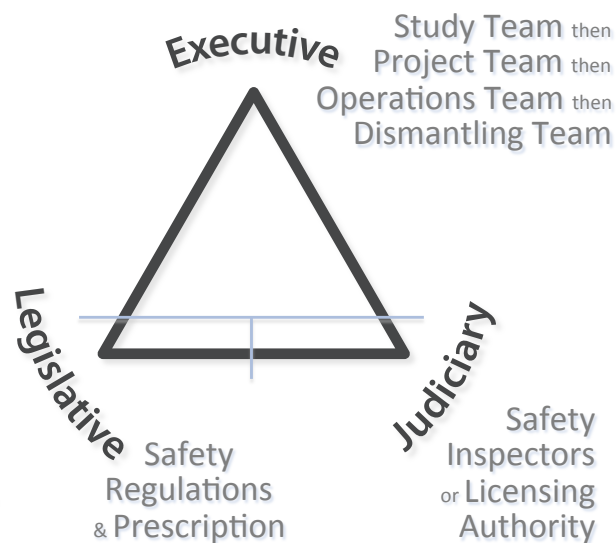 Executive
Study Team then
Project Team then
Operations Team then
Dismantling Team
Legislative
Safety
Regulations
& Prescription
Judiciary
Safety
Inspectors
or Licensing
Authority